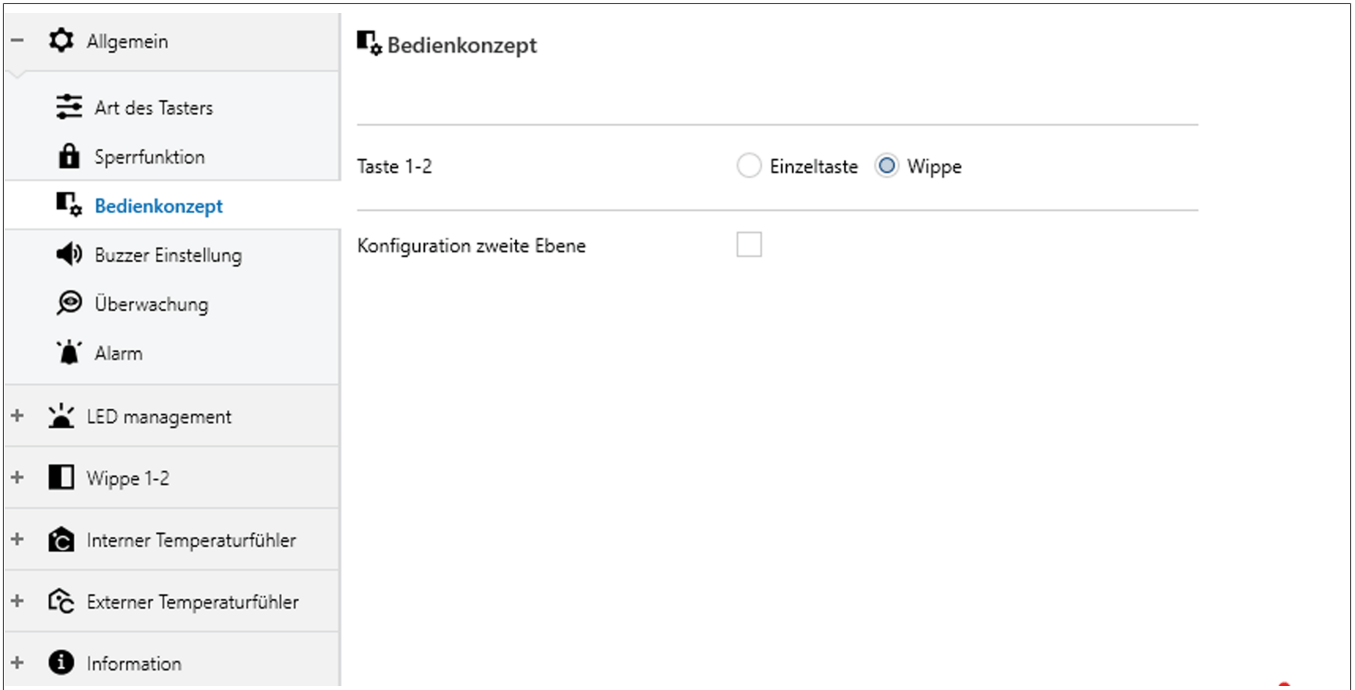 Allgemein
Art des Tasters
Sperrfunktion
Bedienkonzept
Buzzer Einstellung
Überwachung
Alarm
LED management
Wippe 1-2
Interner Temperaturfühler
Externer Temperaturfühler
Information
Bedienkonzept
Taste 1-2 Einzeltaste Wippe
Konfiguration zweite Ebene